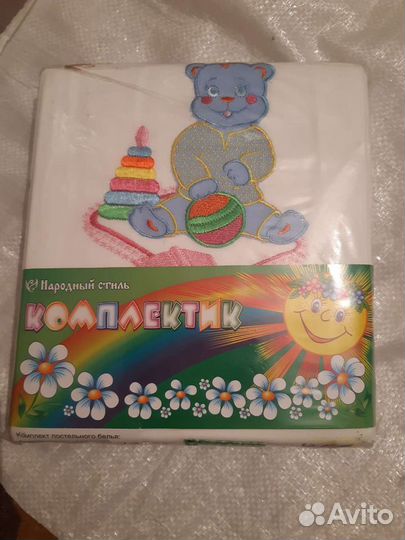 Народный стиль
КОМПЛЕКТИК
Комплект постельного белья:
Avito